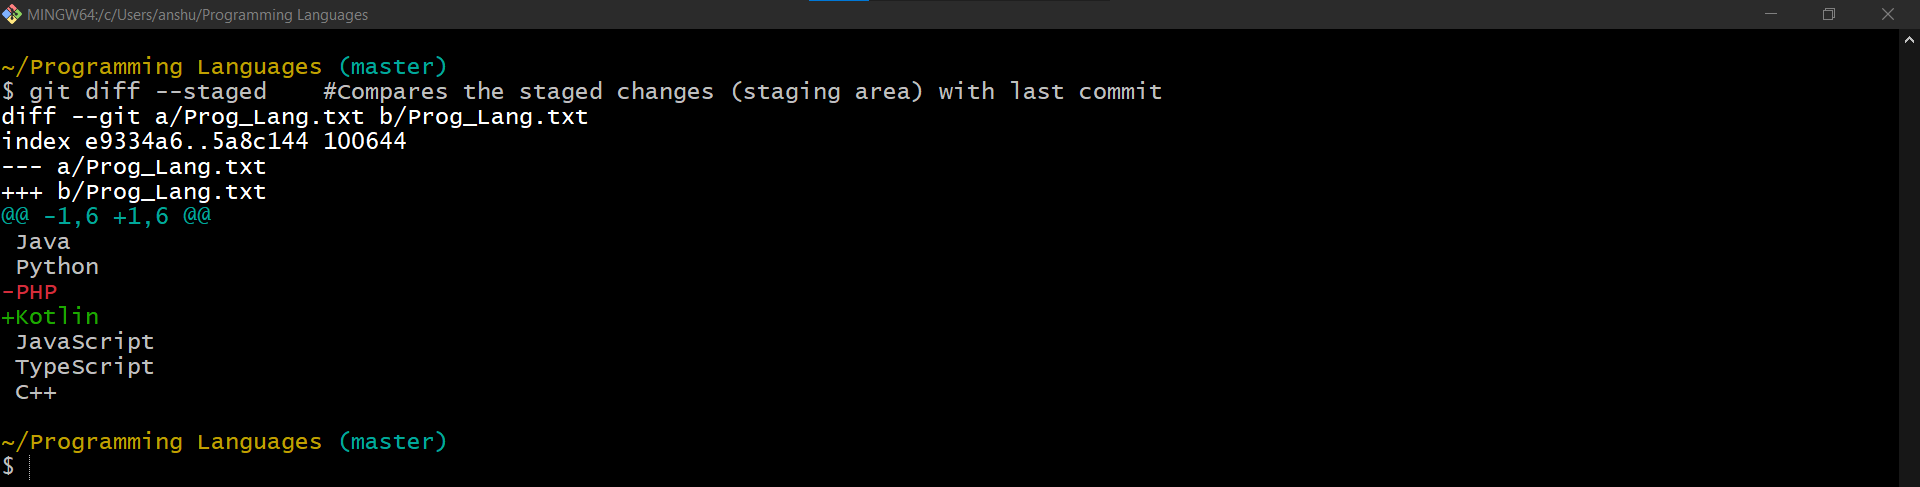 MINGW64:/c/Users/anshu/Programming Languages
~/Programming Languages (master)
$ git diff --staged    #Compares the staged changes (staging area) with last commit
diff --git a/Prog_Lang.txt b/Prog_Lang.txt
index e9334a6..5a8c144 100644
--- a/Prog_Lang.txt
+++ b/Prog_Lang.txt
@@ -1,6 +1,6 @@
 Java
 Python
-PHP
+Kotlin
 JavaScript
 TypeScript
 C++
~/Programming Languages (master)
$